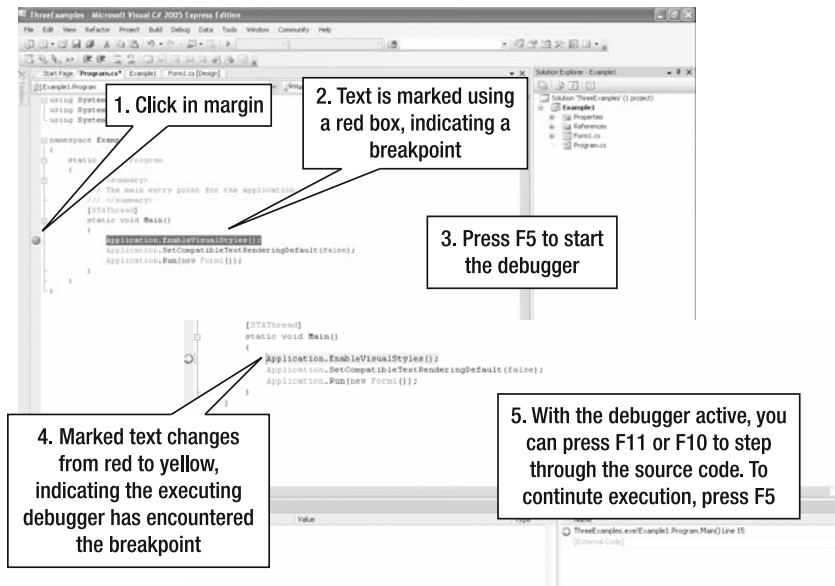 ThreeExamples - Microsoft Visual C# 2005 Express Edition
File Edit View Refactor Project Build Debug Data Tools Window Community Help
Start Page Program.cs* Example1 Form1.cs [Design]
Example1.Program
Solution Explorer - Example1
Solution 'ThreeExamples' (1 project)
Example1
Properties
References
Form1.cs
Program.cs
using System
using System
using System
1. Click in margin
2. Text is marked using
a red box, indicating a
breakpoint
namespace Exam
static Program
<summary>
The main entry point for the application
/// </summary>
[STAThread]
static void Main()
{
Application.EnableVisualStyles();
Application.SetCompatibleTextRenderingDefault(false);
Application.Run(new Form1());
}
}
}
3. Press F5 to start
the debugger
[STAThread]
static void Main()
{
Application.EnableVisualStyles();
Application.SetCompatibleTextRenderingDefault(false);
Application.Run(new Form1());
}
}
4. Marked text changes
from red to yellow,
indicating the executing
debugger has encountered
the breakpoint
5. With the debugger active, you
can press F11 or F10 to step
through the source code. To
continute execution, press F5
Value
Type
Name
ThreeExamples.exe!Example1.Program.Main() Line 15
[External Code]